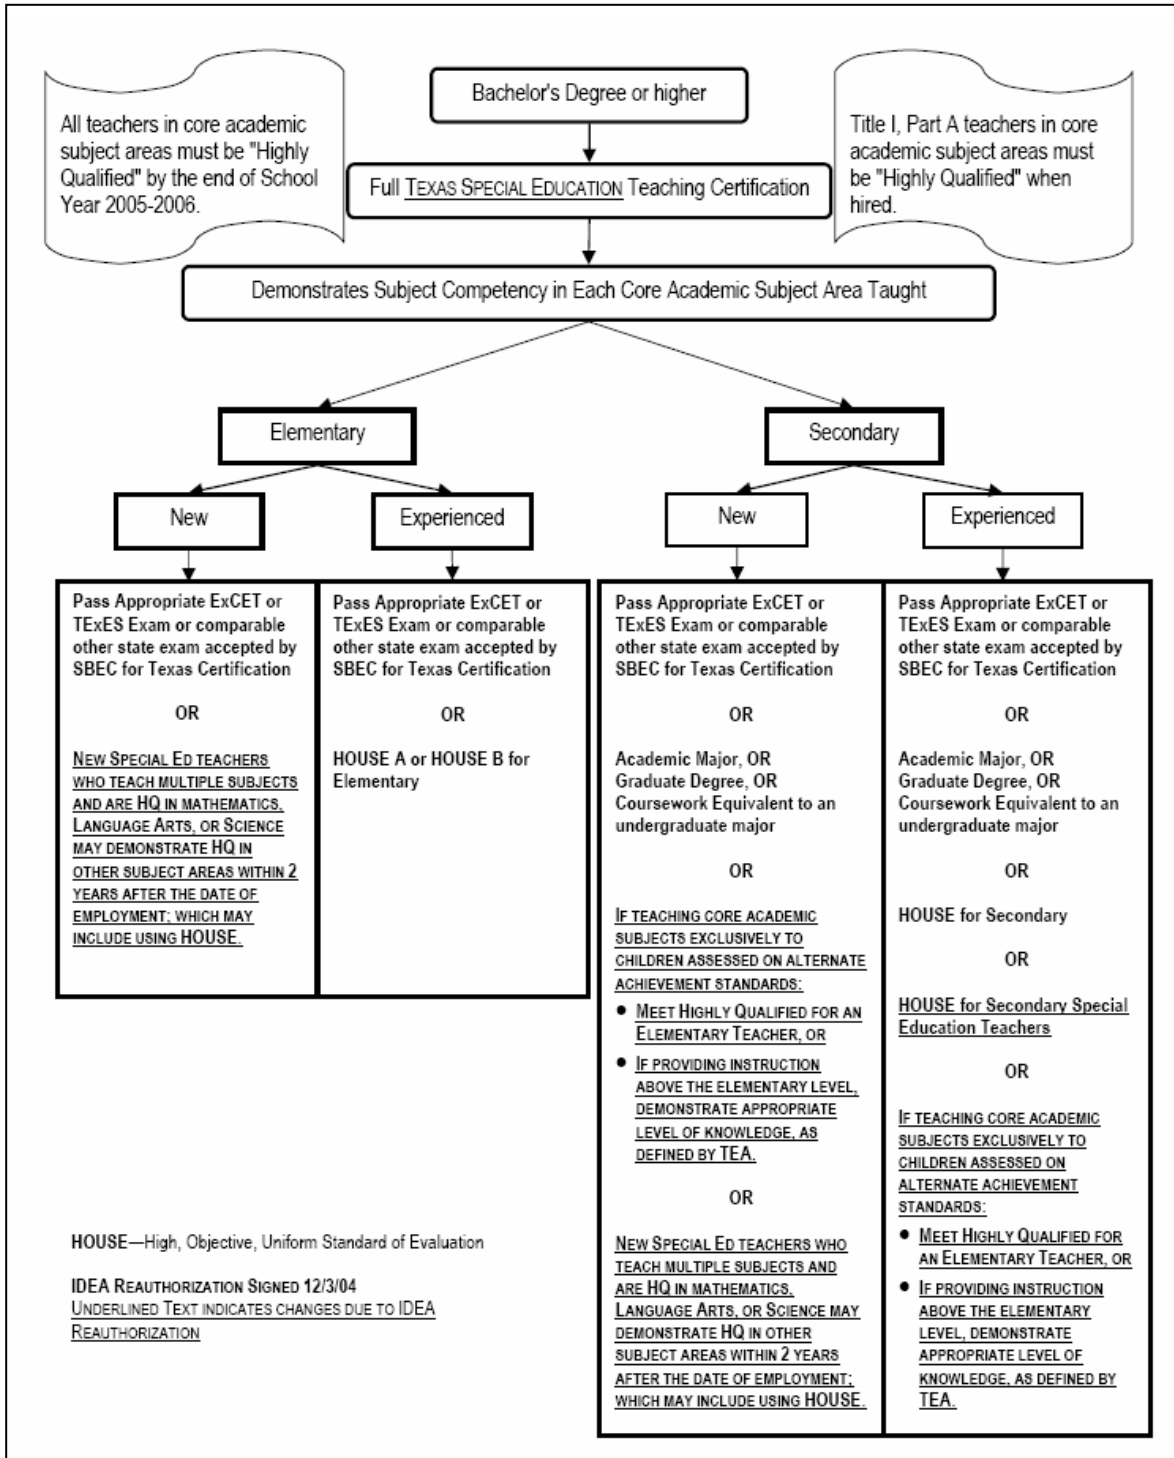 All teachers in core academic
subject areas must be "Highly
Qualified" by the end of School
Year 2005-2006.
Bachelor's Degree or higher
Title I, Part A teachers in core
academic subject areas must
be "Highly Qualified" when
hired.
Full TEXAS SPECIAL EDUCATION Teaching Certification
Demonstrates Subject Competency in Each Core Academic Subject Area Taught
Elementary
Secondary
New
Experienced
New
Experienced
Pass Appropriate ExCET or
TExES Exam or comparable
other state exam accepted by
SBEC for Texas Certification
OR
NEW SPECIAL ED TEACHERS
WHO TEACH MULTIPLE SUBJECTS
AND ARE HQ IN MATHEMATICS,
LANGUAGE ARTS, OR SCIENCE
MAY DEMONSTRATE HQ IN
OTHER SUBJECT AREAS WITHIN 2
YEARS AFTER THE DATE OF
EMPLOYMENT; WHICH MAY
INCLUDE USING HOUSE.
Pass Appropriate ExCET or
TExES Exam or comparable
other state exam accepted by
SBEC for Texas Certification
OR
HOUSE A or HOUSE B for
Elementary
Pass Appropriate ExCET or
TExES Exam or comparable
other state exam accepted by
SBEC for Texas Certification
OR
Academic Major, OR
Graduate Degree, OR
Coursework Equivalent to an
undergraduate major
OR
IF TEACHING CORE ACADEMIC
SUBJECTS EXCLUSIVELY TO
CHILDREN ASSESSED ON ALTERNATE
ACHIEVEMENT STANDARDS:
• MEET HIGHLY QUALIFIED FOR AN
ELEMENTARY TEACHER, OR
• IF PROVIDING INSTRUCTION
ABOVE THE ELEMENTARY LEVEL,
DEMONSTRATE APPROPRIATE
LEVEL OF KNOWLEDGE, AS
DEFINED BY TEA.
OR
NEW SPECIAL ED TEACHERS WHO
TEACH MULTIPLE SUBJECTS AND
ARE HQ IN MATHEMATICS,
LANGUAGE ARTS, OR SCIENCE MAY
DEMONSTRATE HQ IN OTHER
SUBJECT AREAS WITHIN 2 YEARS
AFTER THE DATE OF EMPLOYMENT;
WHICH MAY INCLUDE USING HOUSE.
Pass Appropriate ExCET or
TExES Exam or comparable
other state exam accepted by
SBEC for Texas Certification
OR
Academic Major, OR
Graduate Degree, OR
Coursework Equivalent to an
undergraduate major
OR
HOUSE for Secondary
OR
HOUSE for Secondary Special
Education Teachers
OR
IF TEACHING CORE ACADEMIC
SUBJECTS EXCLUSIVELY TO
CHILDREN ASSESSED ON
ALTERNATE ACHIEVEMENT
STANDARDS:
• MEET HIGHLY QUALIFIED FOR
AN ELEMENTARY TEACHER, OR
• IF PROVIDING INSTRUCTION
ABOVE THE ELEMENTARY
LEVEL, DEMONSTRATE
APPROPRIATE LEVEL OF
KNOWLEDGE, AS DEFINED BY
TEA.
HOUSE—High, Objective, Uniform Standard of Evaluation
IDEA REAUTHORIZATION SIGNED 12/3/04
UNDERLINED TEXT INDICATES CHANGES DUE TO IDEA
REAUTHORIZATION